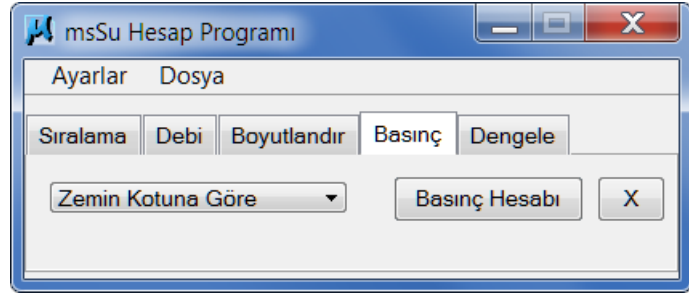 msSu Hesap Programı
X
Ayarlar Dosya
Sıralama Debi Boyutlandır Basınç Dengele
Zemin Kotuna Göre Basınç Hesabı X